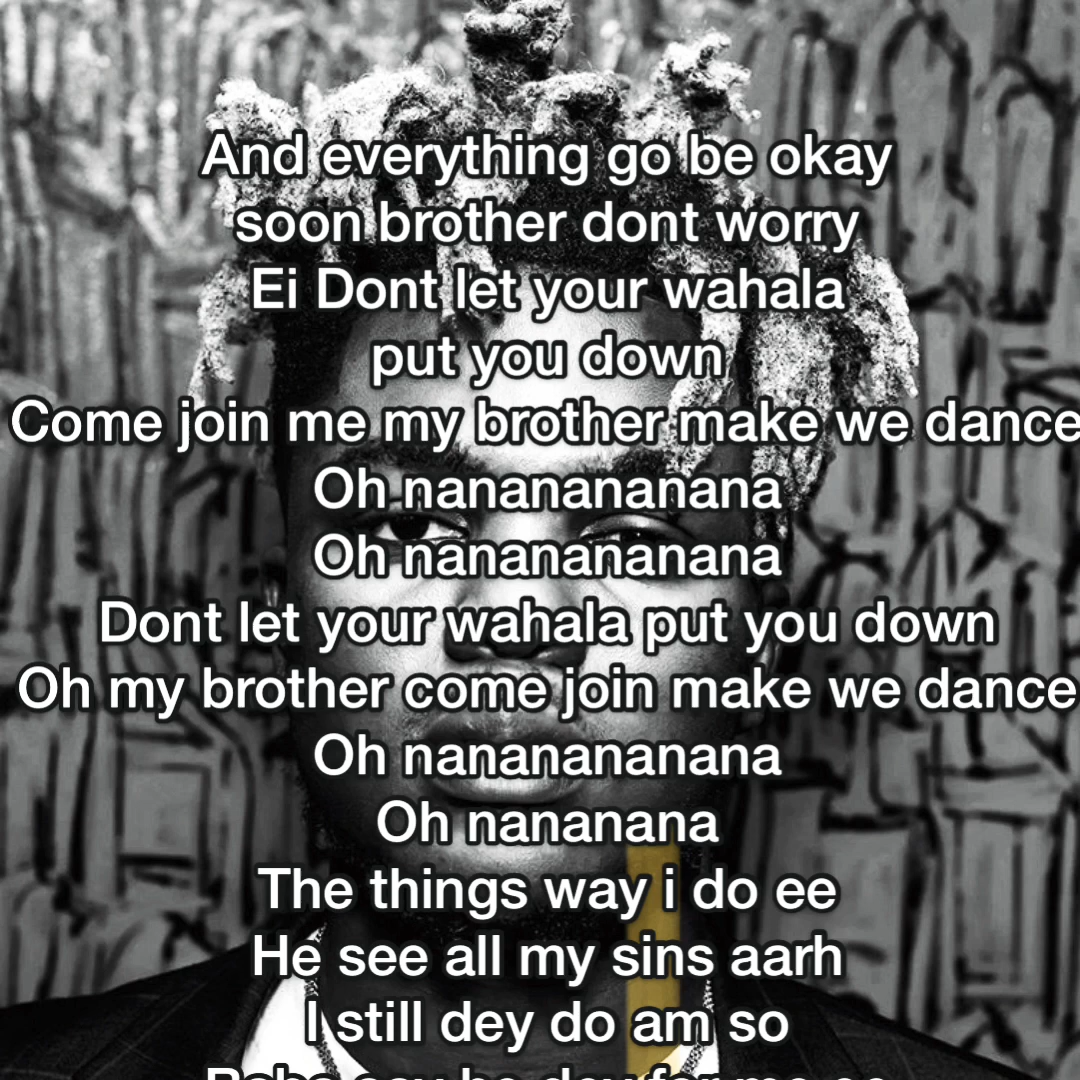 And everything go be okay
soon brother dont worry
Ei Dont let your wahala
put you down
Come join me my brother make we dance
Oh nanananananana
Oh nanananananana
Dont let your wahala put you down
Oh my brother come join make we dance
Oh nanananananana
Oh nananana
The things way i do ee
He see all my sins aarh
I still dey do am so